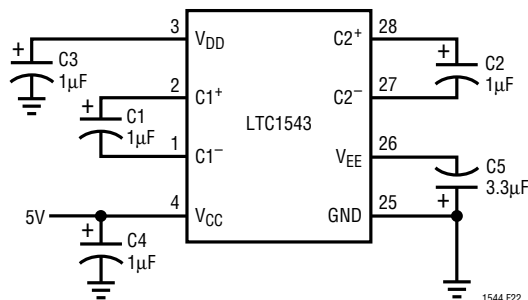 3
28
+
V_DD
C2⁺
+
C3
1µF
C2
1µF
2
27
+
C1⁺
C2⁻
C1
1µF
LTC1543
1
26
C1⁻
V_EE
C5
3.3µF
4
25
+
5V
V_CC
GND
+
C4
1µF
1544 F22